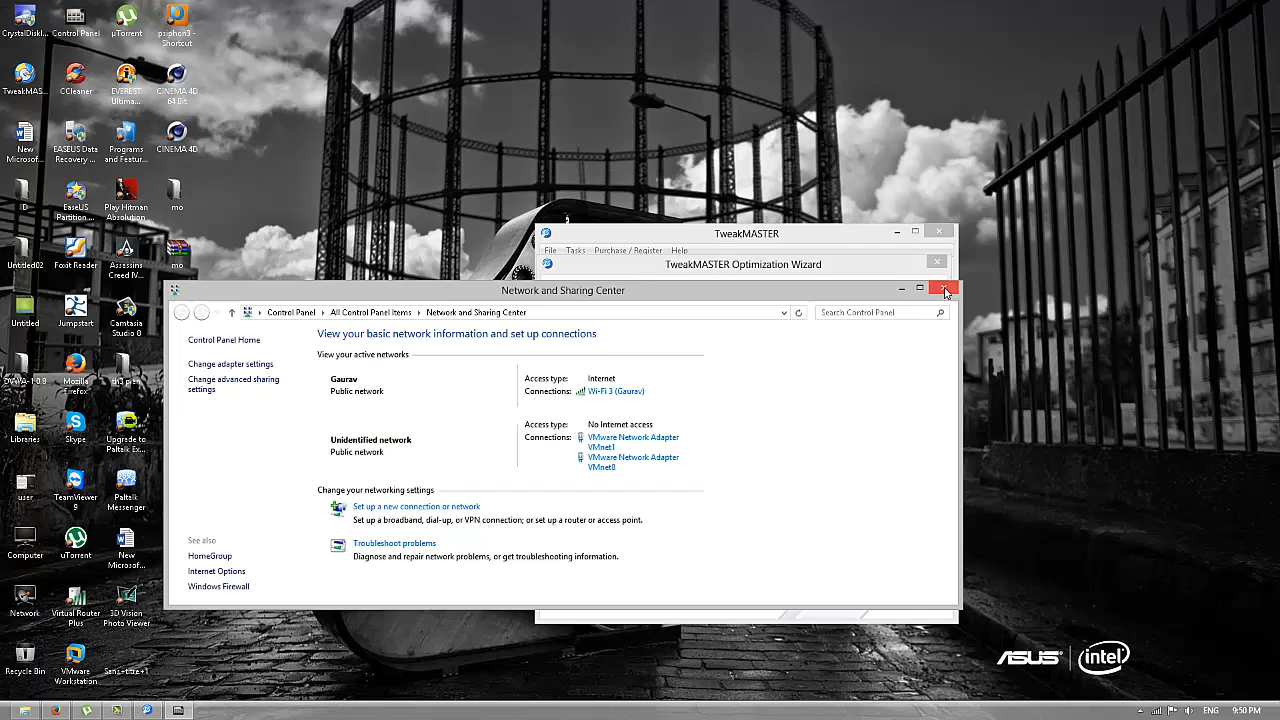 CrystalDiskI...
Control Panel
µTorrent
psiphon3 -
Shortcut
TweakMAS...
CCleaner
EVEREST
Ultima...
CINEMA 4D
64 Bit
New
Microsof...
EASEUS Data
Recovery ...
Programs
and Featur...
CINEMA 4D
D
EaseUS
Partition ...
Play Hitman
Absolution
mo
Untitled02
Foxit Reader
Assassins
Creed IV...
mo
Untitled
Jumpstart
Camtasia
Studio 8
Mozilla
Firefox
Libraries
Skype
Upgrade to
Paltalk Ex...
user
TeamViewer
9
Paltalk
Messenger
Computer
uTorrent
New
Microsof...
Network
Virtual Router
Plus
3D Vision
Photo Viewer
Recycle Bin
VMware
Workstation
TweakMASTER
File Tasks Purchase / Register Help
TweakMASTER Optimization Wizard
Network and Sharing Center
Control Panel
All Control Panel Items
Network and Sharing Center
Search Control Panel
Control Panel Home
Change adapter settings
Change advanced sharing
settings
See also
HomeGroup
Internet Options
Windows Firewall
View your basic network information and set up connections
View your active networks
Gaurav
Public network
Access type: Internet
Connections: Wi-Fi 3 (Gaurav)
Unidentified network
Public network
Access type: No Internet access
Connections: VMware Network Adapter
VMnet1
VMware Network Adapter
VMnet8
Change your networking settings
Set up a new connection or network
Set up a broadband, dial-up, or VPN connection; or set up a router or access point.
Troubleshoot problems
Diagnose and repair network problems, or get troubleshooting information.
ASUS
intel
ENG
9:50 PM